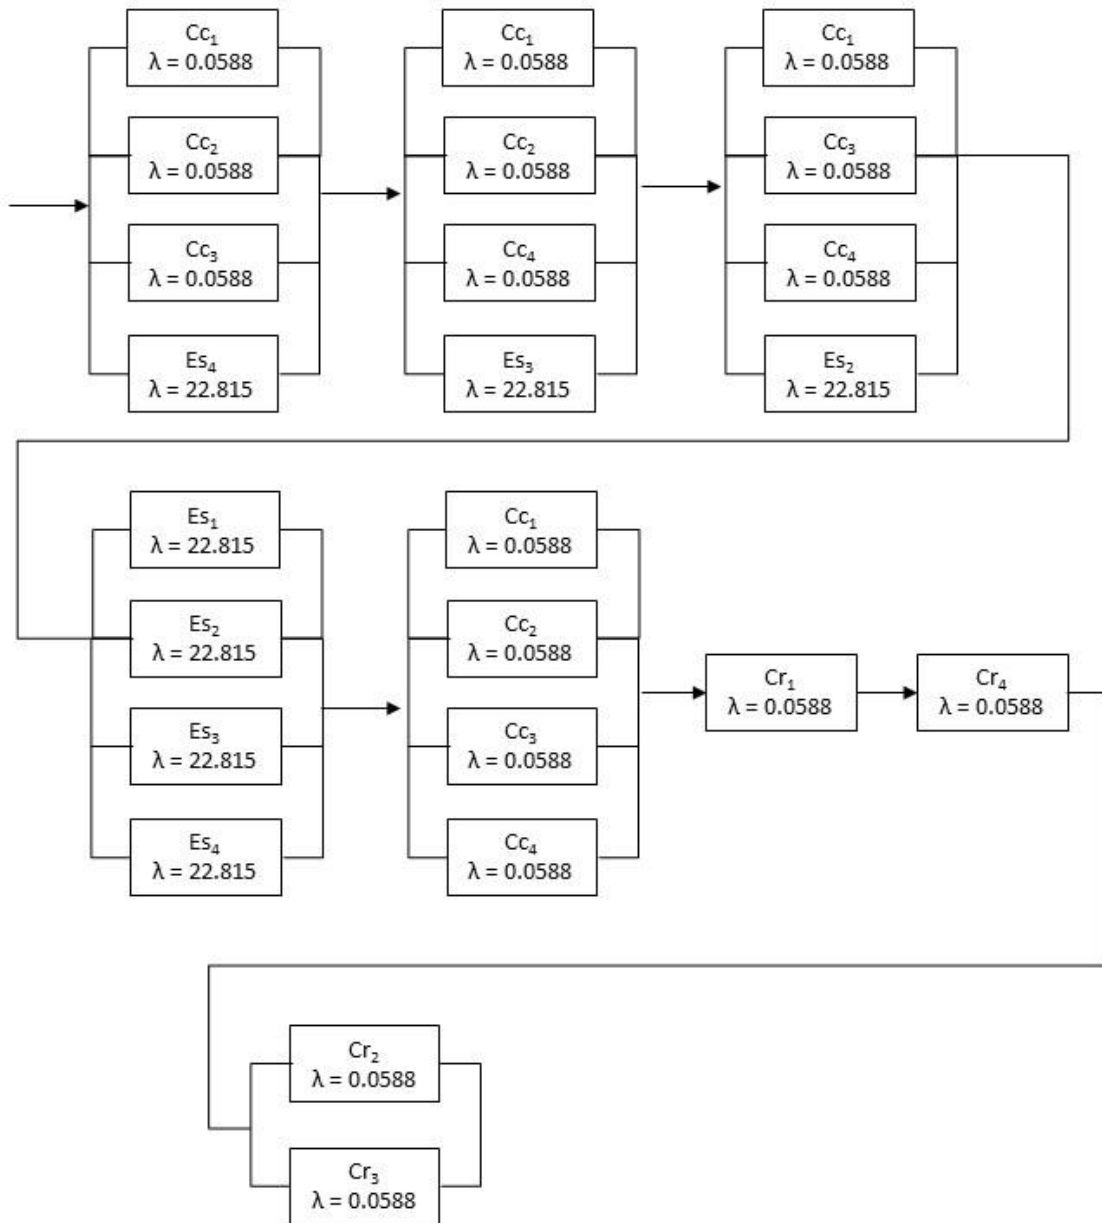 Cc₁
λ = 0.0588
Cc₂
λ = 0.0588
Cc₃
λ = 0.0588
Es₄
λ = 22.815
Cc₁
λ = 0.0588
Cc₂
λ = 0.0588
Cc₄
λ = 0.0588
Es₃
λ = 22.815
Cc₁
λ = 0.0588
Cc₃
λ = 0.0588
Cc₄
λ = 0.0588
Es₂
λ = 22.815
Es₁
λ = 22.815
Es₂
λ = 22.815
Es₃
λ = 22.815
Es₄
λ = 22.815
Cc₁
λ = 0.0588
Cc₂
λ = 0.0588
Cc₃
λ = 0.0588
Cc₄
λ = 0.0588
Cr₁
λ = 0.0588
Cr₄
λ = 0.0588
Cr₂
λ = 0.0588
Cr₃
λ = 0.0588